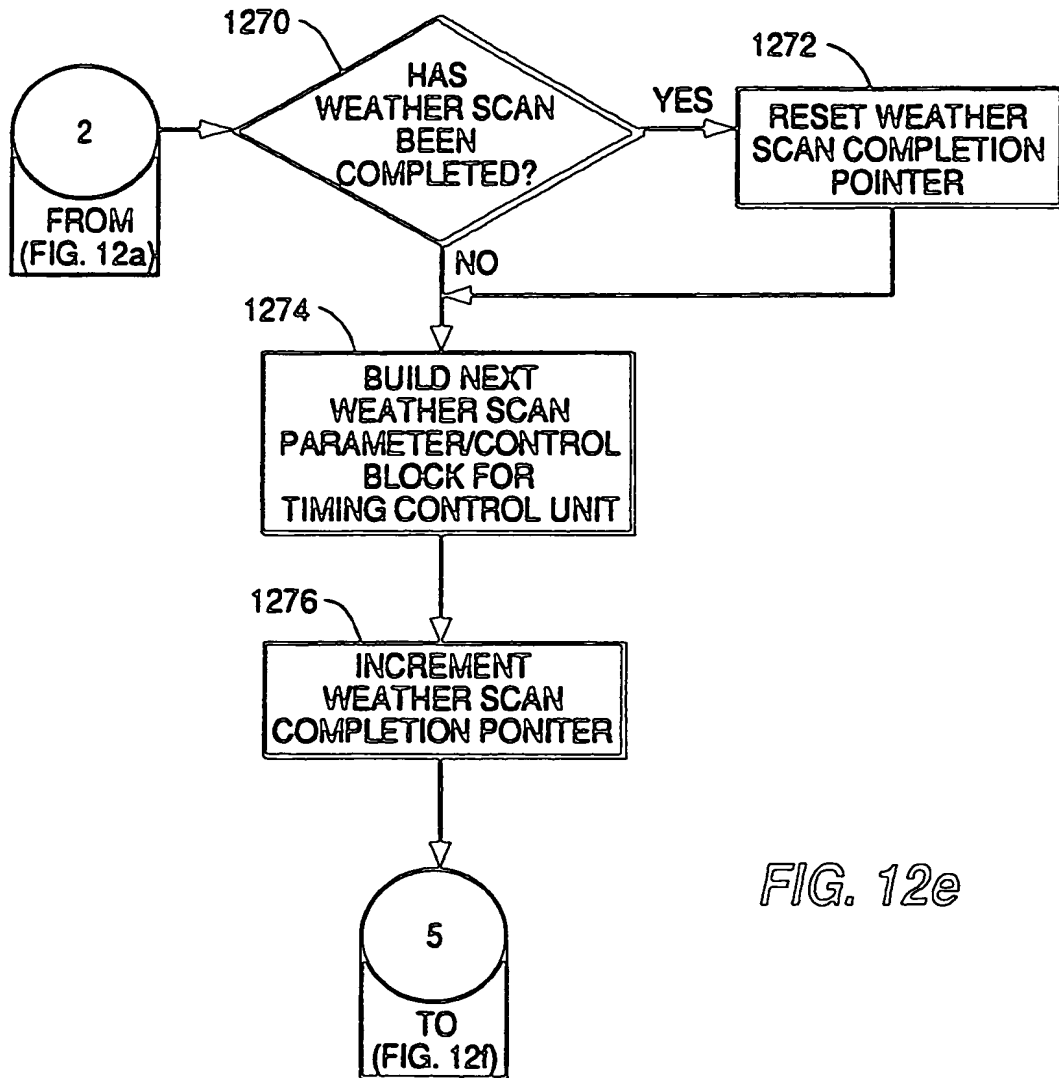 1270
HAS
WEATHER SCAN
BEEN
COMPLETED?
YES
1272
RESET WEATHER
SCAN COMPLETION
POINTER
2
FROM
(FIG. 12a)
NO
1274
BUILD NEXT
WEATHER SCAN
PARAMETER/CONTROL
BLOCK FOR
TIMING CONTROL UNIT
1276
INCREMENT
WEATHER SCAN
COMPLETION PONITER
5
TO
(FIG. 12f)
FIG. 12e